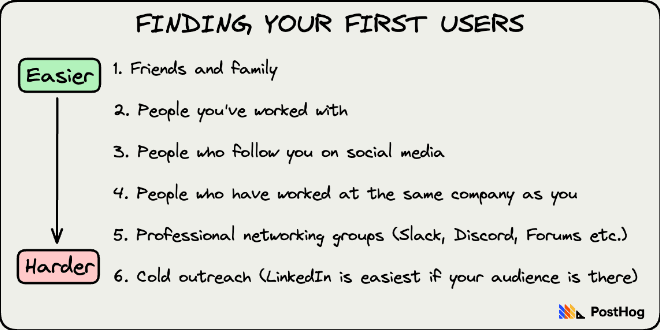 FINDING YOUR FIRST USERS
Easier
1. Friends and family
2. People you've worked with
3. People who follow you on social media
4. People who have worked at the same company as you
5. Professional networking groups (Slack, Discord, Forums etc.)
Harder
6. Cold outreach (LinkedIn is easiest if your audience is there)
PostHog